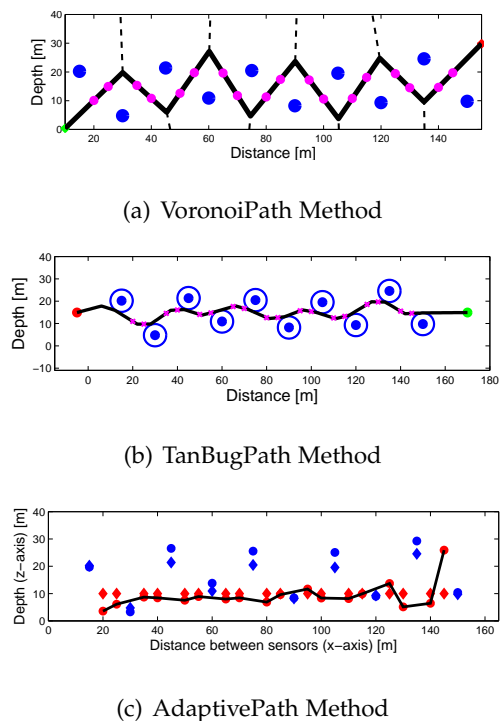 40
30
20
10
0
Depth [m]
20 40 60 80 100 120 140
Distance [m]
(a) VoronoiPath Method
40
30
20
10
0
−10
Depth [m]
0 20 40 60 80 100 120 140 160 180
Distance [m]
(b) TanBugPath Method
40
30
20
10
0
Depth (z−axis) [m]
0 20 40 60 80 100 120 140 160
Distance between sensors (x−axis) [m]
(c) AdaptivePath Method